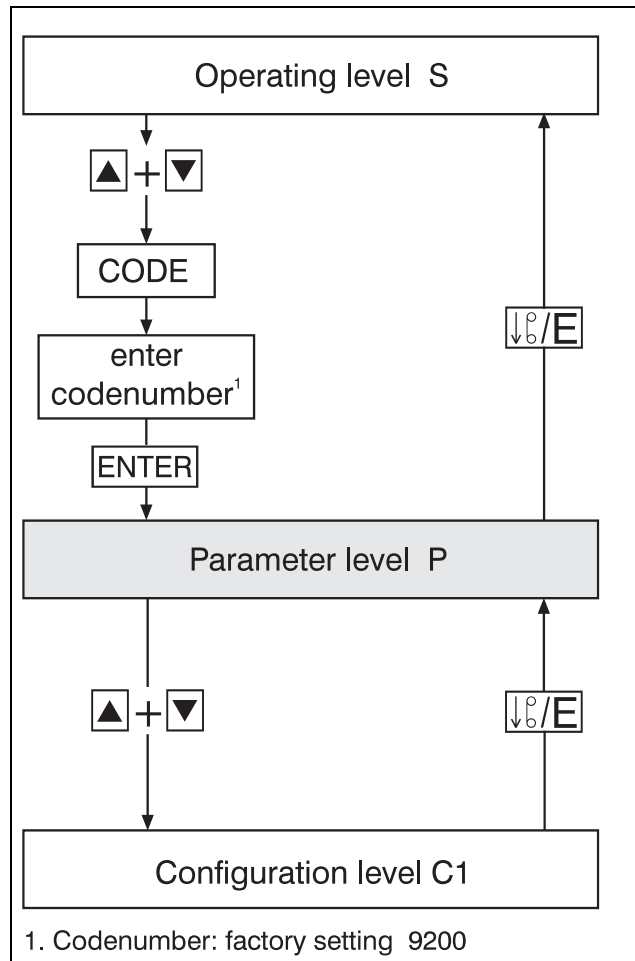 Operating level S
▲ + ▼
CODE
enter
codenumber¹
ENTER
/E
Parameter level P
▲ + ▼
/E
Configuration level C1
1. Codenumber: factory setting 9200